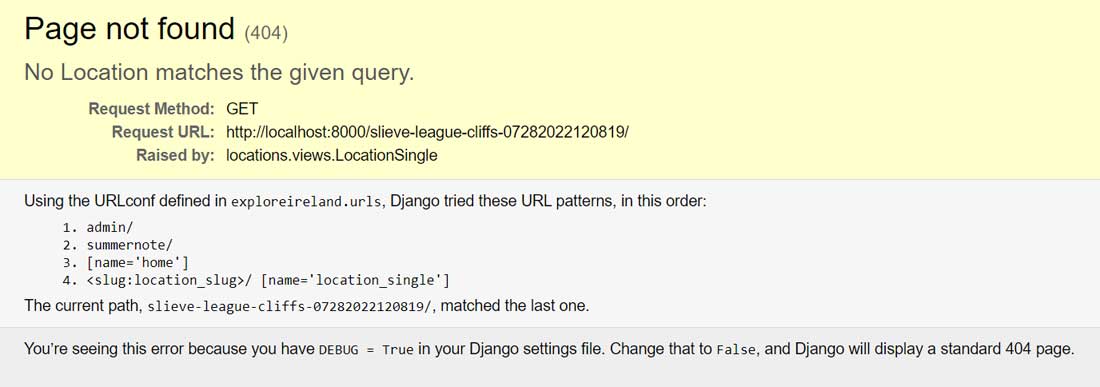 Page not found (404)
No Location matches the given query.
Request Method: GET
Request URL: http://localhost:8000/slieve-league-cliffs-07282022120819/
Raised by: locations.views.LocationSingle
Using the URLconf defined in exploreireland.urls, Django tried these URL patterns, in this order:
1. admin/
2. summernote/
3. [name='home']
4. <slug:location_slug>/ [name='location_single']
The current path, slieve-league-cliffs-07282022120819/, matched the last one.
You’re seeing this error because you have DEBUG = True in your Django settings file. Change that to False, and Django will display a standard 404 page.